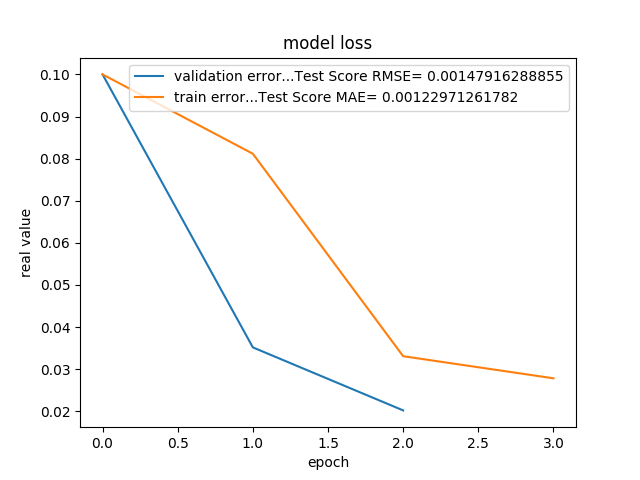 model loss
validation error...Test Score RMSE= 0.00147916288855
train error...Test Score MAE= 0.00122971261782
0.10
0.09
0.08
0.07
0.06
0.05
0.04
0.03
0.02
real value
0.0 0.5 1.0 1.5 2.0 2.5 3.0
epoch